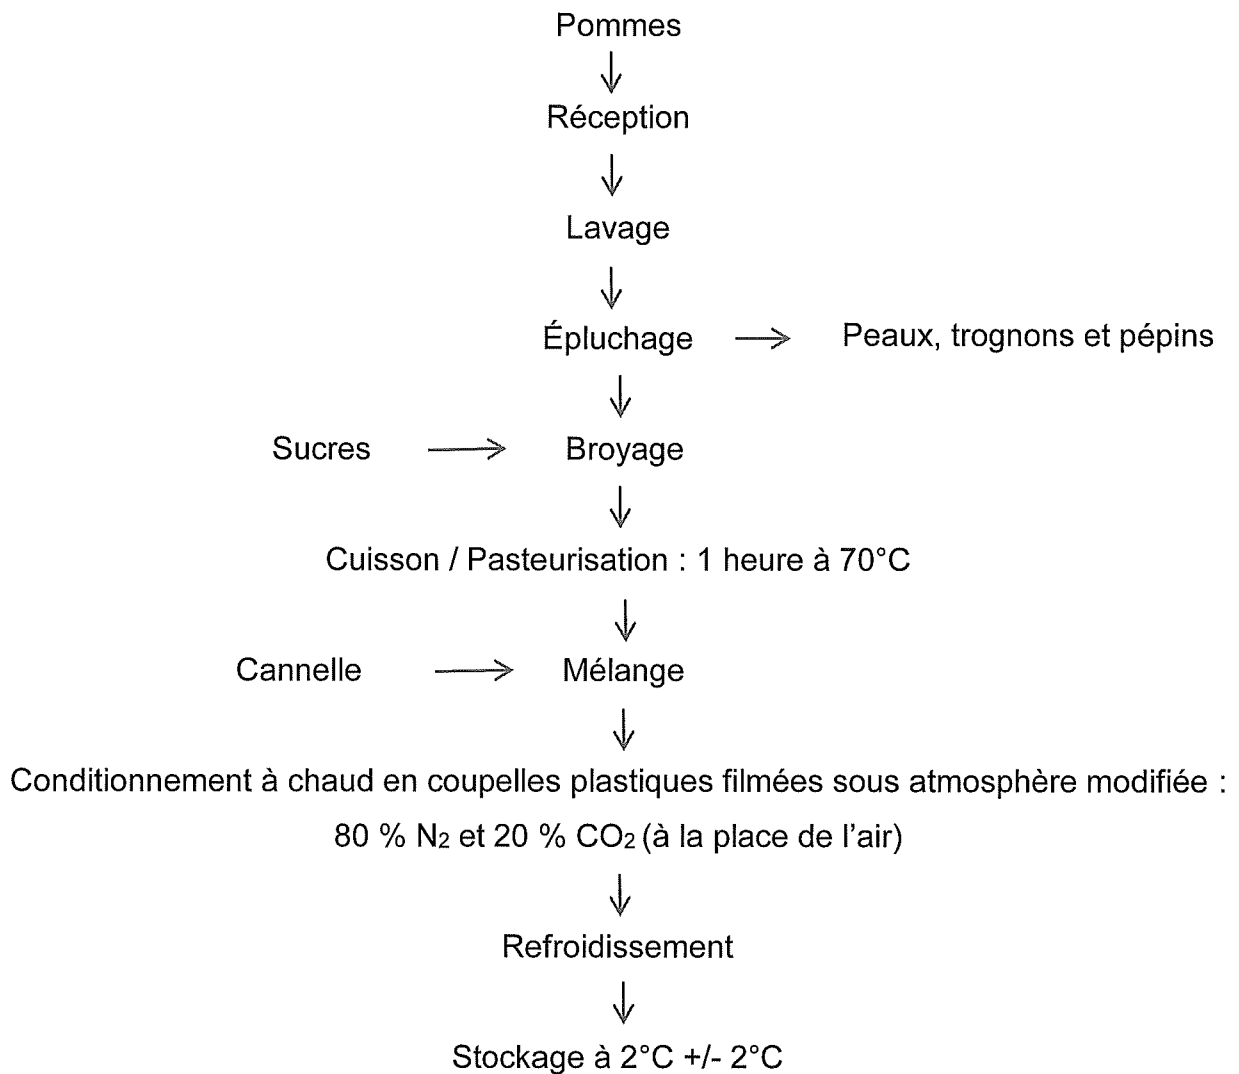 Pommes
Réception
Lavage
Épluchage
Peaux, trognons et pépins
Sucres
Broyage
Cuisson / Pasteurisation : 1 heure à 70°C
Cannelle
Mélange
Conditionnement à chaud en coupelles plastiques filmées sous atmosphère modifiée :
80 % N2 et 20 % CO2 (à la place de l'air)
Refroidissement
Stockage à 2°C +/- 2°C